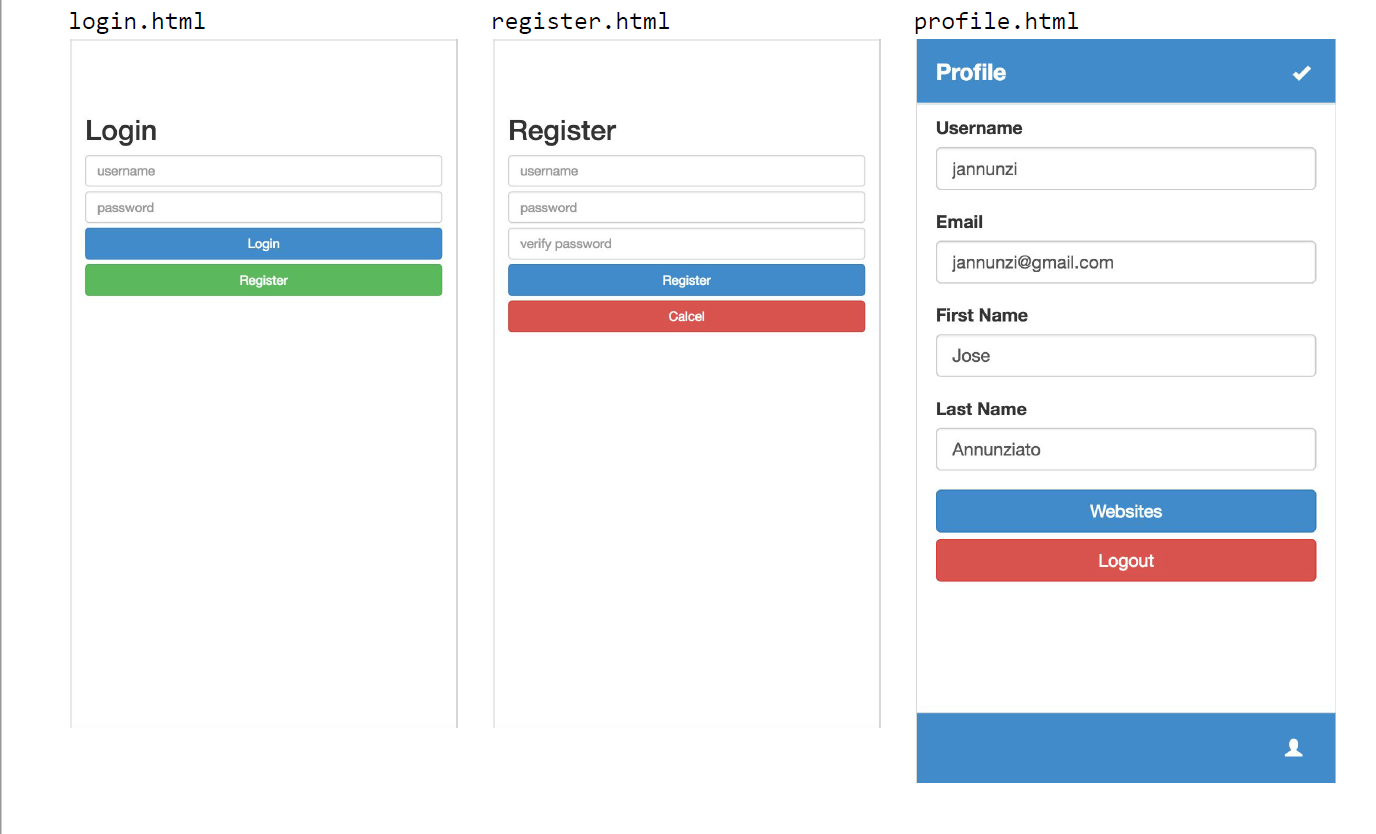 login.html
Login
username
password
Login
Register
register.html
Register
username
password
verify password
Register
Calcel
profile.html
Profile
Username
jannunzi
Email
jannunzi@gmail.com
First Name
Jose
Last Name
Annunziato
Websites
Logout